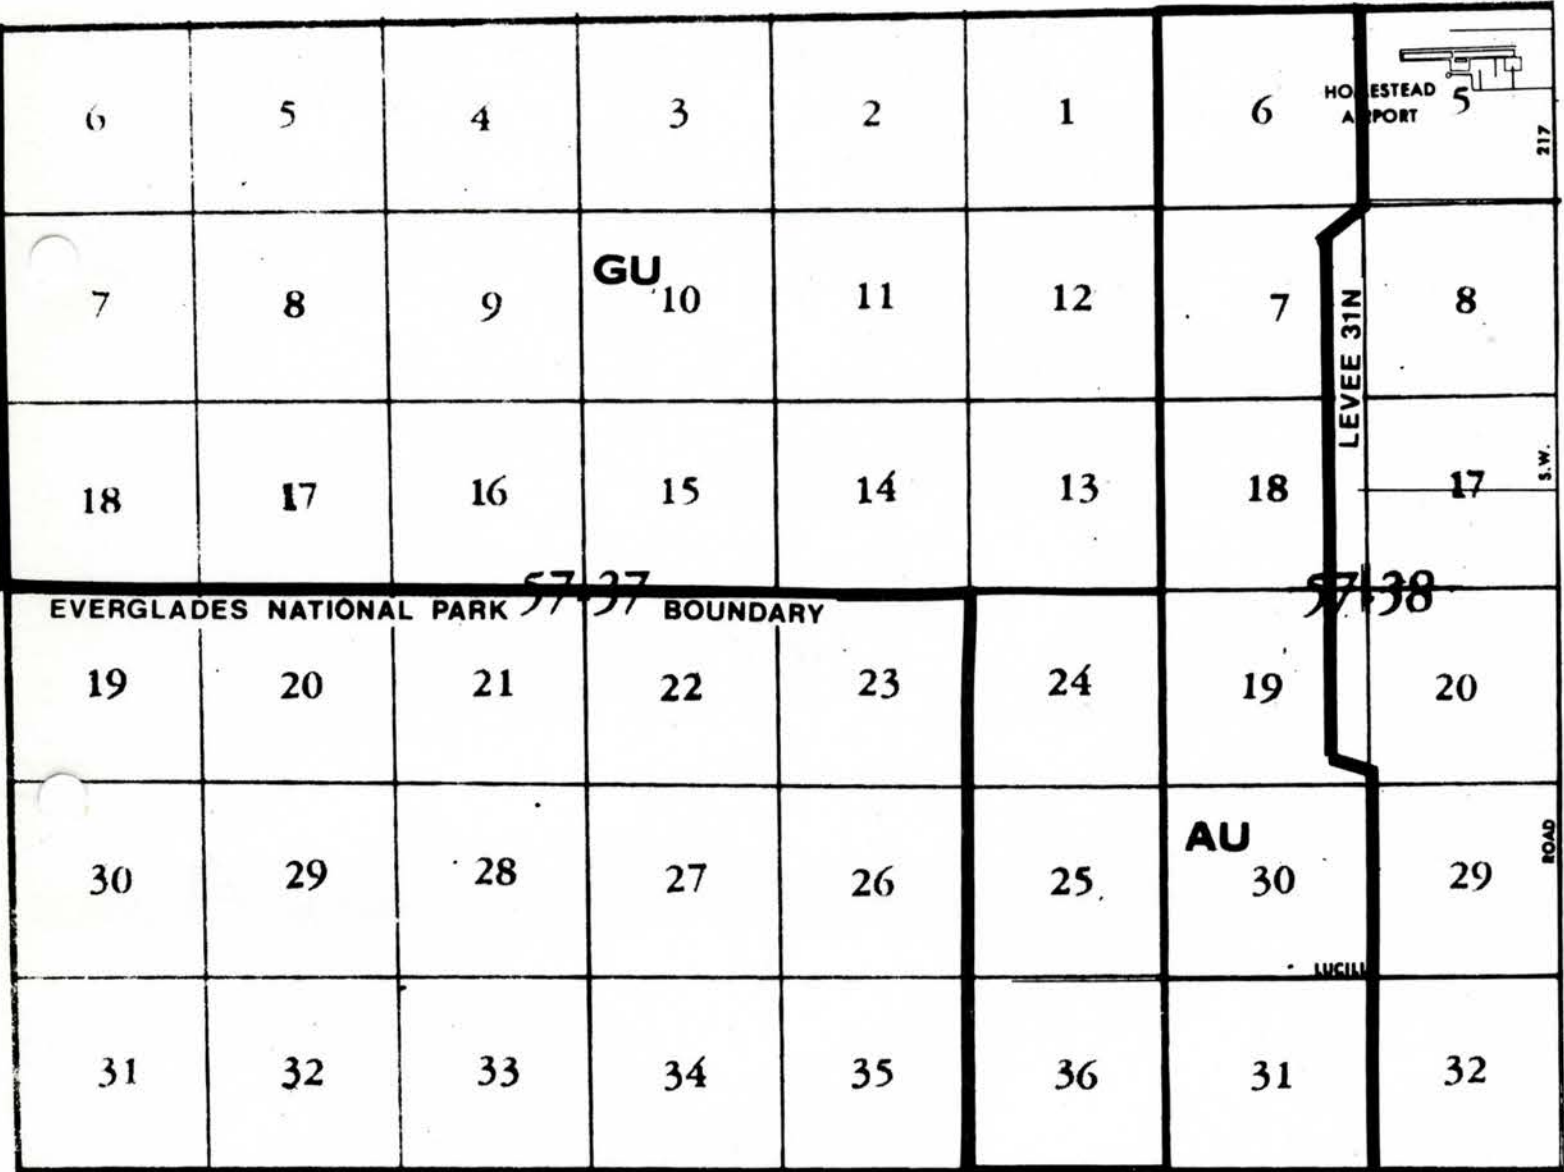 6 5 4 3 2 1 6 5
HOMESTEAD
AIRPORT
217
GU
7 8 9 10 11 12 7 8
LEVEE 31N
18 17 16 15 14 13 18 17
S.W.
57 37
57 38
EVERGLADES NATIONAL PARK BOUNDARY
19 20 21 22 23 24 19 20
AU
30 29 28 27 26 25 30 29
ROAD
LUCILL
31 32 33 34 35 36 31 32